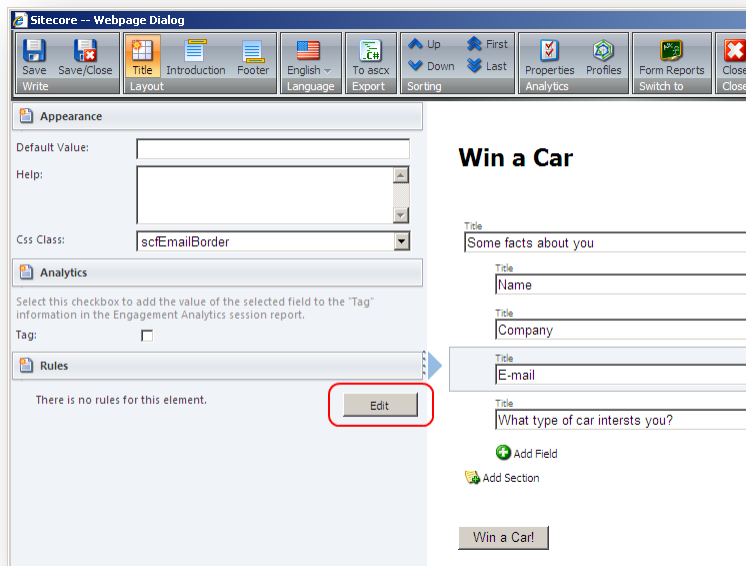 Sitecore -- Webpage Dialog
Save Save/Close Title Introduction Footer English To ascx Up First Down Last Properties Profiles Form Reports Close
Write Layout Language Export Sorting Analytics Switch to Close
Appearance
Default Value:
Help:
Css Class: scfEmailBorder
Analytics
Select this checkbox to add the value of the selected field to the "Tag"
information in the Engagement Analytics session report.
Tag:
Rules
There is no rules for this element. Edit
Win a Car
Title
Some facts about you
Title
Name
Title
Company
Title
E-mail
Title
What type of car intersts you?
Add Field
Add Section
Win a Car!